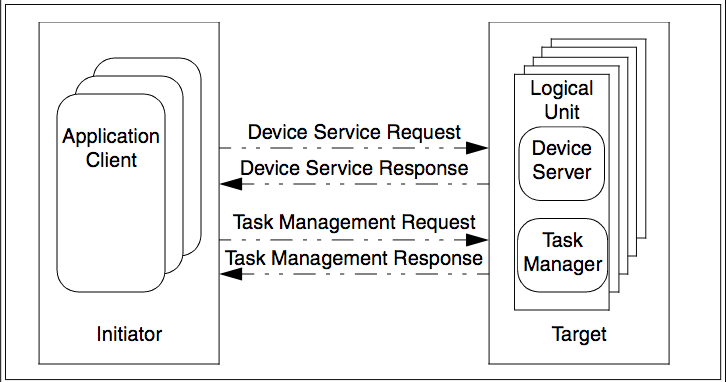 Application
Client
Initiator
Device Service Request
Device Service Response
Task Management Request
Task Management Response
Logical
Unit
Device
Server
Task
Manager
Target